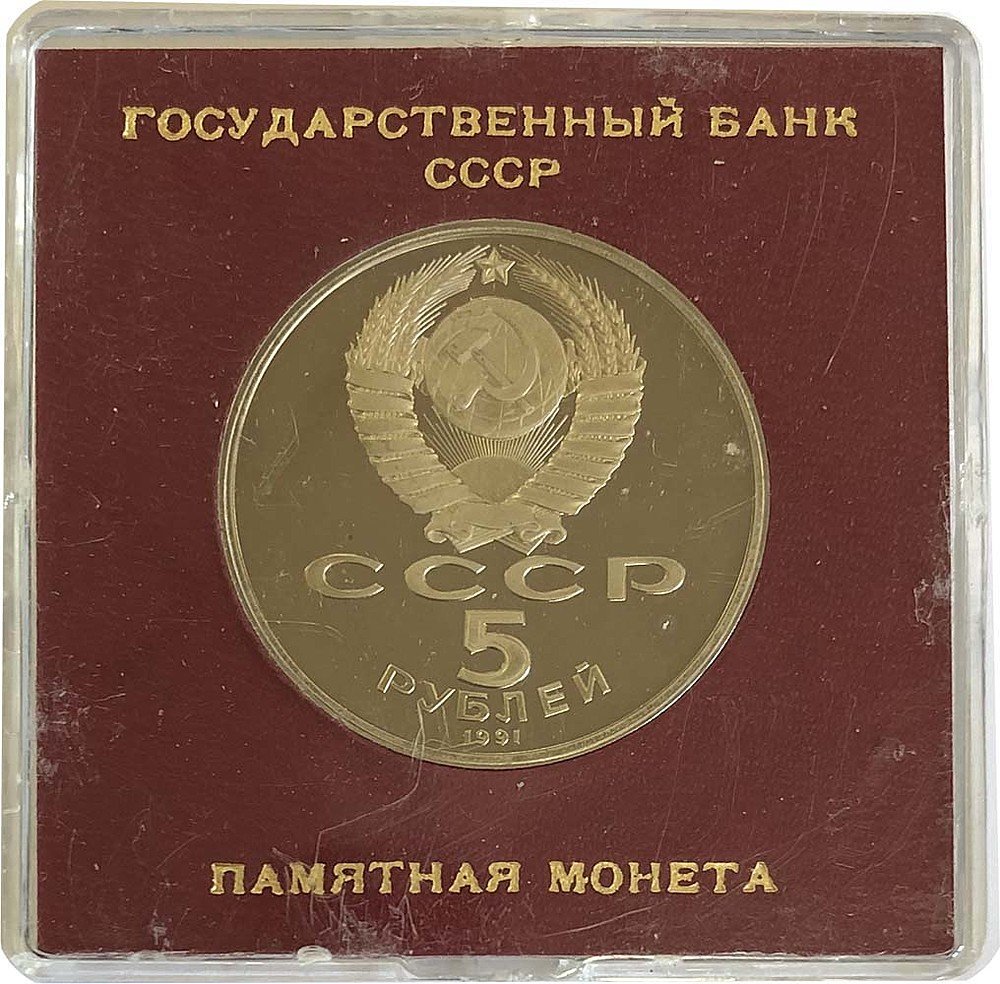 ГОСУДАРСТВЕННЫЙ БАНК
СССР
СССР
5
РУБЛЕЙ
1991
ПАМЯТНАЯ МОНЕТА